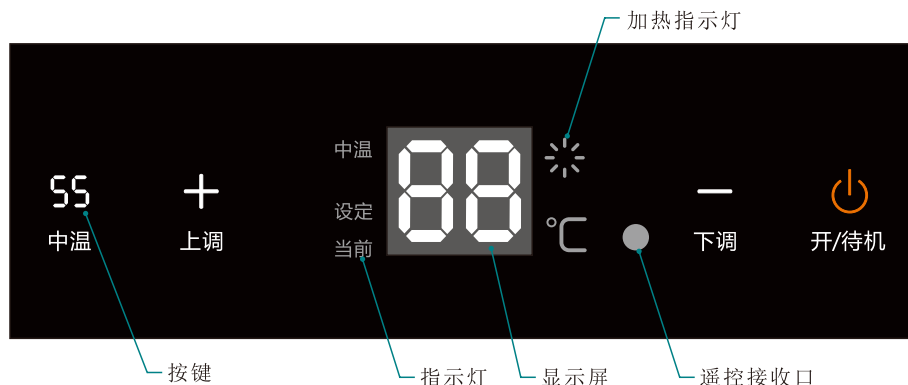 加热指示灯
中温
88
55
设定
℃
中温
上调
当前
下调
开/待机
按键
指示灯
显示屏
遥控接收口